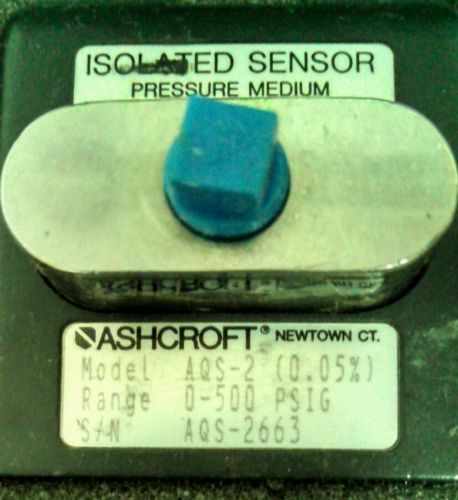 ISOLATED SENSOR
PRESSURE MEDIUM
ASHCROFT® NEWTOWN CT.
Model AQS-2 (0.05%)
Range 0-500 PSIG
S/N AQS-2663